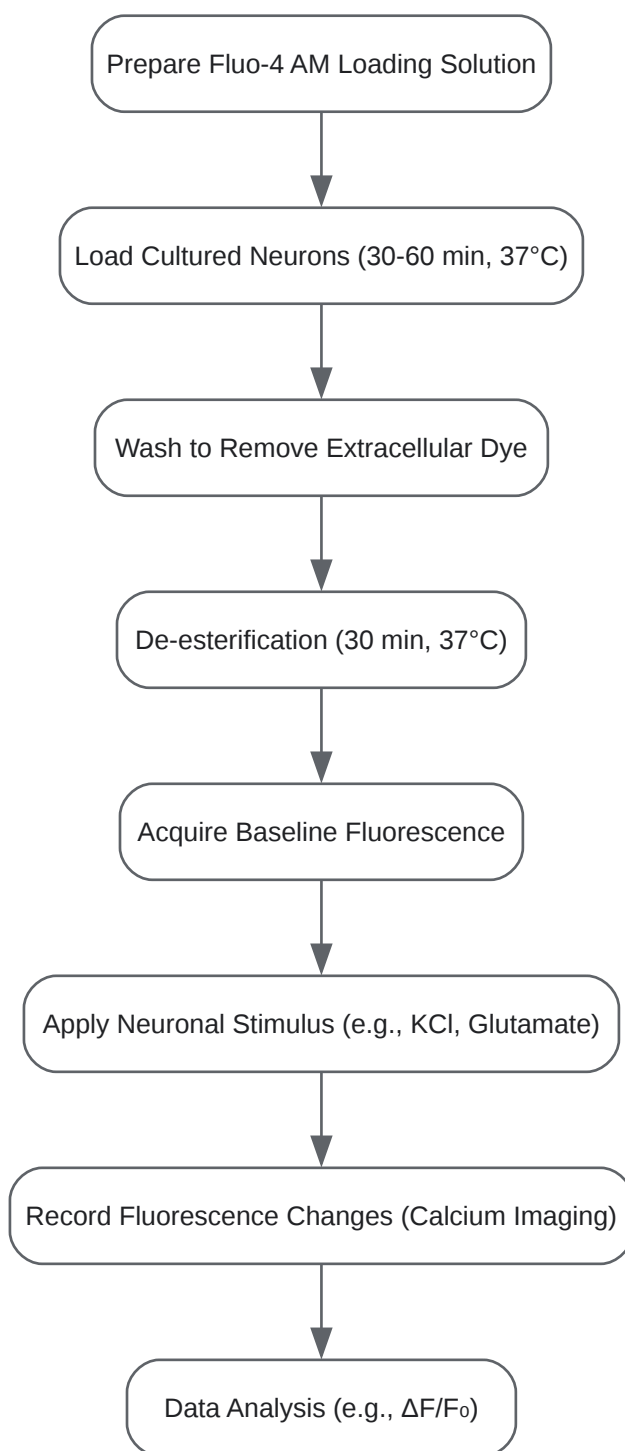 Prepare Fluo-4 AM Loading Solution
Load Cultured Neurons (30-60 min, 37°C)
Wash to Remove Extracellular Dye
De-esterification (30 min, 37°C)
Acquire Baseline Fluorescence
Apply Neuronal Stimulus (e.g., KCl, Glutamate)
Record Fluorescence Changes (Calcium Imaging)
Data Analysis (e.g., ΔF/F₀)